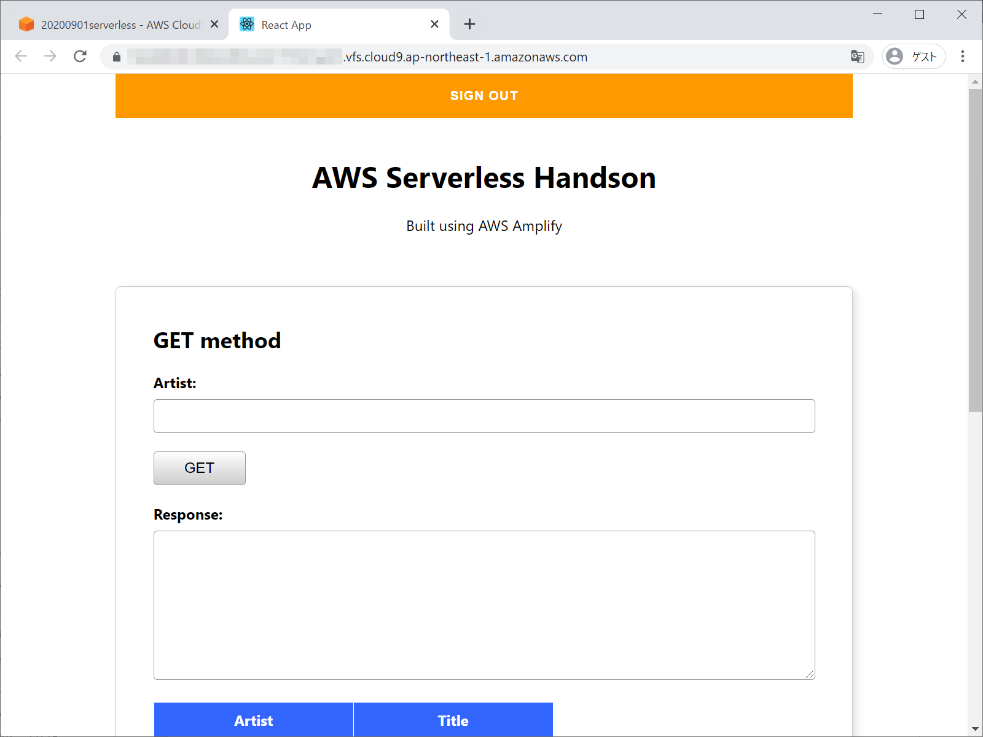 20200901serverless - AWS Cloud
React App
.vfs.cloud9.ap-northeast-1.amazonaws.com
ゲスト
SIGN OUT
AWS Serverless Handson
Built using AWS Amplify
GET method
Artist:
GET
Response:
Artist Title